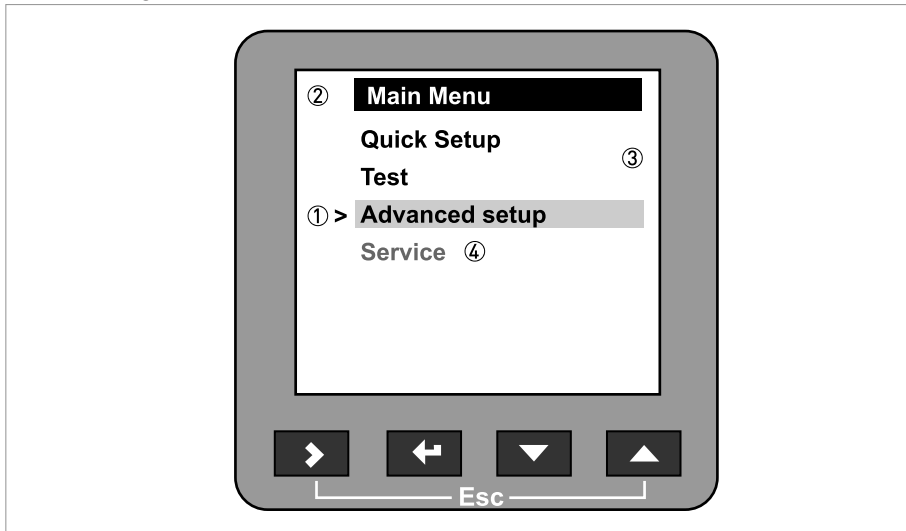 ② Main Menu
Quick Setup
③
Test
① > Advanced setup
Service ④
Esc